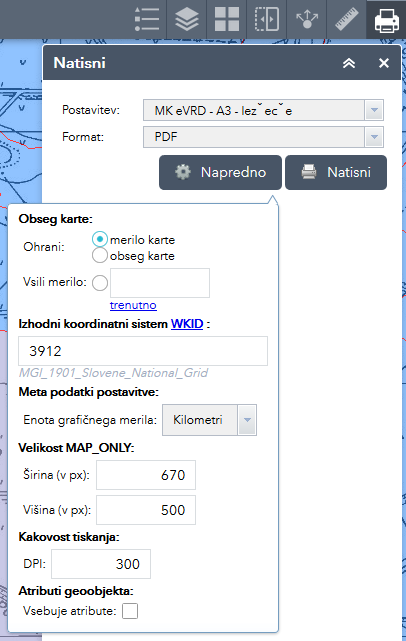 Natisni
Postavitev: MK eVRD - A3 - lezˇecˇe
Format: PDF
Napredno Natisni
Obseg karte:
Ohrani: merilo karte
obseg karte
Vsili merilo:
trenutno
Izhodni koordinatni sistem WKID :
3912
MGI_1901_Slovene_National_Grid
Meta podatki postavitve:
Enota grafičnega merila: Kilometri
Velikost MAP_ONLY:
Širina (v px): 670
Višina (v px): 500
Kakovost tiskanja:
DPI: 300
Atributi geoobjekta:
Vsebuje atribute: